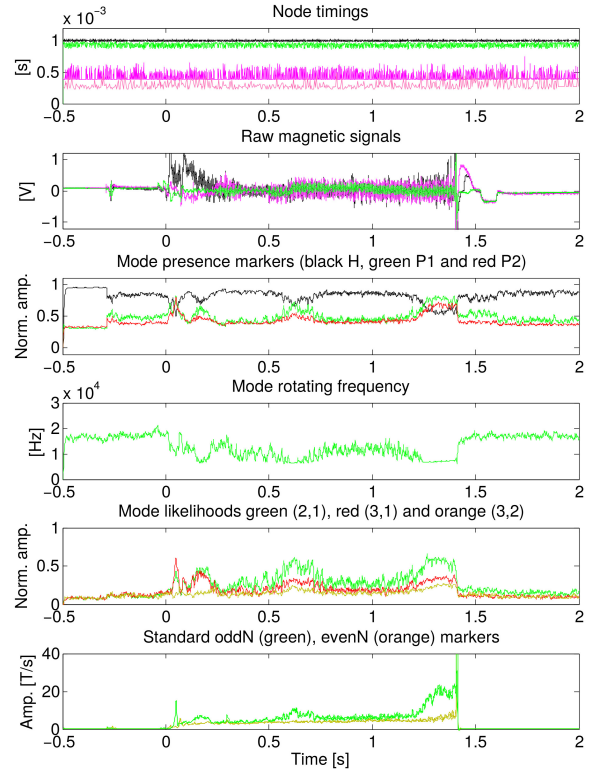 Node timings
x 10⁻³
1
0.5
0
[s]
−0.5 0 0.5 1 1.5 2
Raw magnetic signals
1
0
−1
[V]
−0.5 0 0.5 1 1.5 2
Mode presence markers (black H, green P1 and red P2)
1
0.5
0
Norm. amp.
−0.5 0 0.5 1 1.5 2
Mode rotating frequency
x 10⁴
3
2
1
0
[Hz]
−0.5 0 0.5 1 1.5 2
Mode likelihoods green (2,1), red (3,1) and orange (3,2)
1
0.5
0
Norm. amp.
−0.5 0 0.5 1 1.5 2
Standard oddN (green), evenN (orange) markers
40
20
0
Amp. [T/s]
−0.5 0 0.5 1 1.5 2
Time [s]